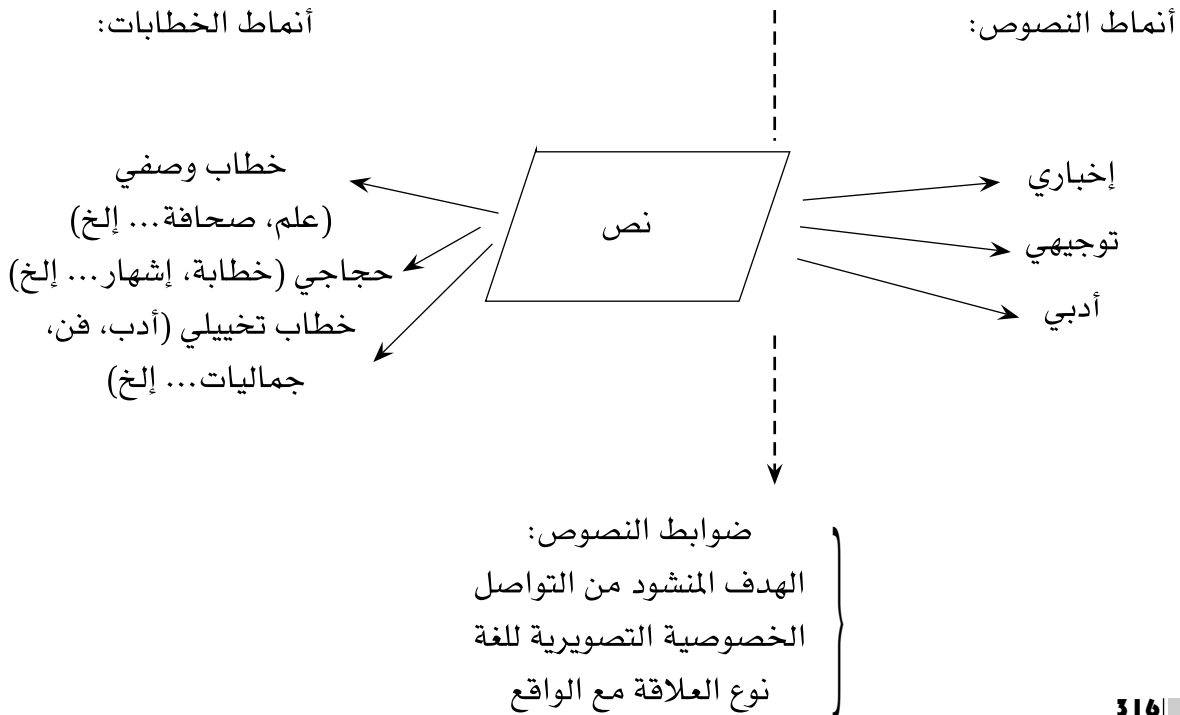 أنماط النصوص:
أنماط الخطابات:
إخباري
توجيهي
أدبي
نص
خطاب وصفي
(علم، صحافة... إلخ)
حجاجي (خطابة، إشهار... إلخ)
خطاب تخييلي (أدب، فن،
جماليات... إلخ)
ضوابط النصوص:
الهدف المنشود من التواصل
الخصوصية التصويرية للغة
نوع العلاقة مع الواقع
316